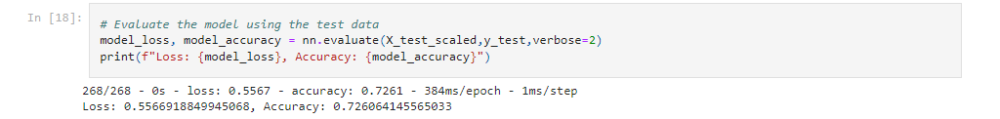 In [18]:
# Evaluate the model using the test data
model_loss, model_accuracy = nn.evaluate(X_test_scaled,y_test,verbose=2)
print(f"Loss: {model_loss}, Accuracy: {model_accuracy}")
268/268 - 0s - loss: 0.5567 - accuracy: 0.7261 - 384ms/epoch - 1ms/step
Loss: 0.5566918849945068, Accuracy: 0.726064145565033